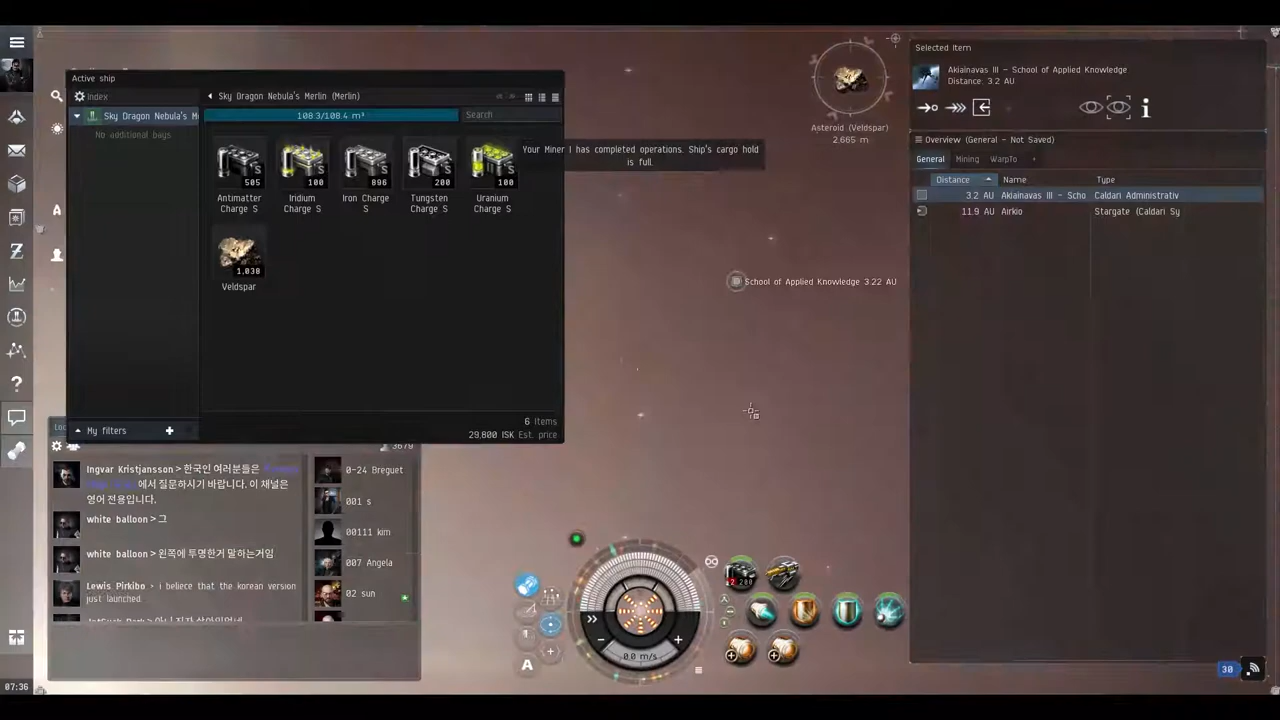 Active ship
Index
Sky Dragon Nebula's Merlin (Merlin)
Sky Dragon Nebula's M
No additional bays
108.3/108.4 m³
Search
505
100
896
200
100
Antimatter Charge S
Iridium Charge S
Iron Charge S
Tungsten Charge S
Uranium Charge S
1,038
Veldspar
6 Items
29,800 ISK Est. price
My filters
Your Miner I has completed operations. Ship's cargo hold
is full.
Asteroid (Veldspar)
2,665 m
School of Applied Knowledge 3.22 AU
Selected Item
Akiainavas III - School of Applied Knowledge
Distance: 3.2 AU
Overview (General - Not Saved)
General Mining WarpTo +
Distance Name Type
3.2 AU Akiainavas III - Scho Caldari Administrativ
11.9 AU Airkio Stargate (Caldari Sy
3679
Ingvar Kristjansson > 한국인 여러분들은
에서 질문하시기 바랍니다. 이 채널은
영어 전용입니다.
white balloon > 그
white balloon > 왼쪽에 투명한거 말하는거임
Lewis Pirkibo > i beliece that the korean version
just launched.
0-24 Breguet
001 s
00111 kim
007 Angela
02 sun
2 200
0.0 m/s
A
A
07:36
30